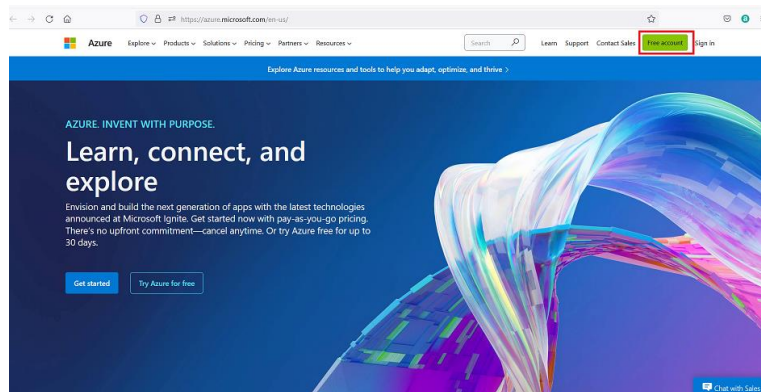 https://azure.microsoft.com/en-us/
Azure Explore Products Solutions Pricing Partners Resources Search Learn Support Contact Sales Free account Sign in
Explore Azure resources and tools to help you adapt, optimize, and thrive >
AZURE. INVENT WITH PURPOSE.
Learn, connect, and
explore
Envision and build the next generation of apps with the latest technologies
announced at Microsoft Ignite. Get started now with pay-as-you-go pricing.
There's no upfront commitment—cancel anytime. Or try Azure free for up to
30 days.
Get started Try Azure for free
Chat with Sales